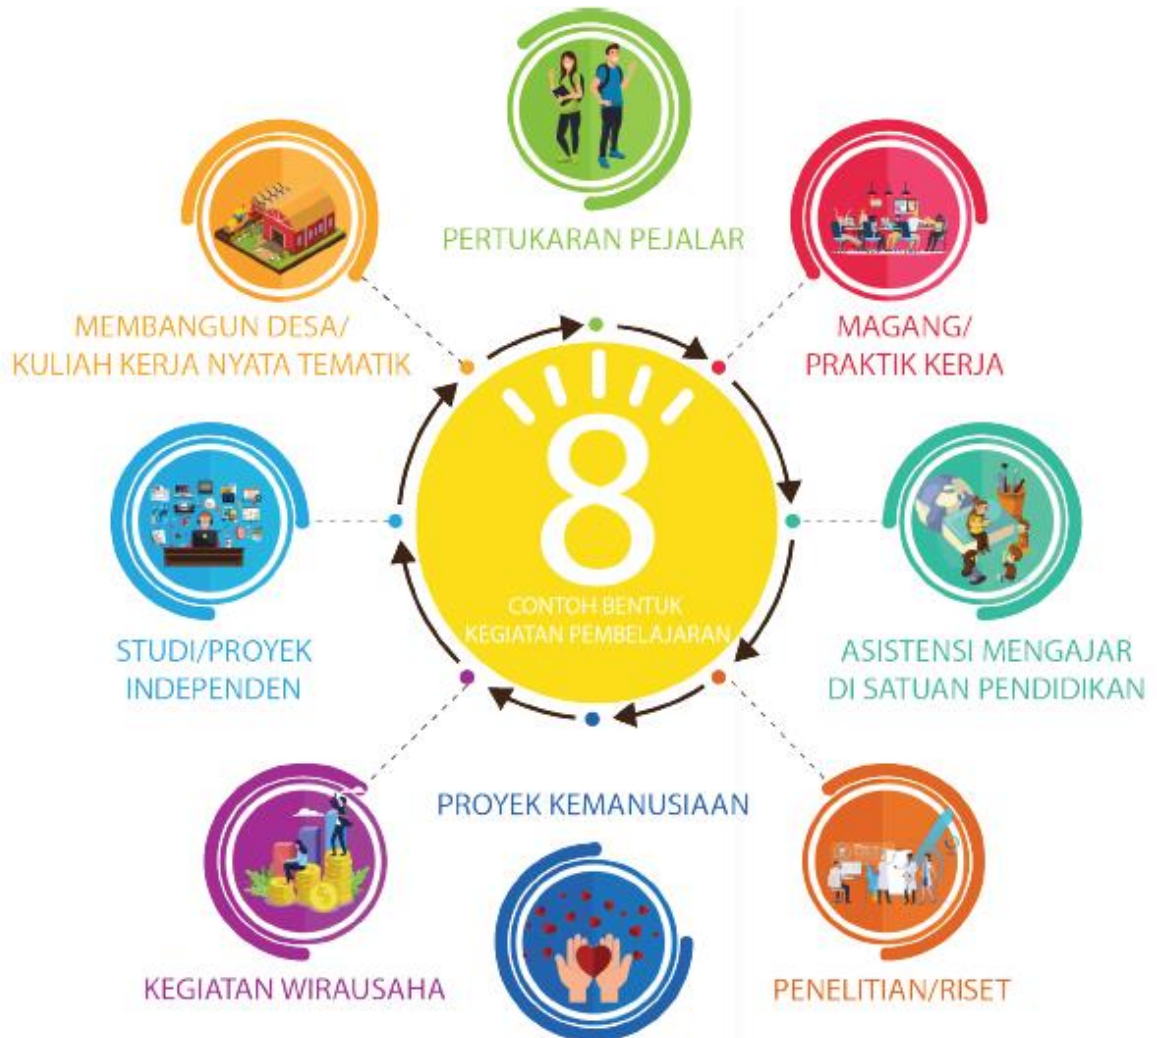 PERTUKARAN PEJALAR
MAGANG/
PRAKTIK KERJA
ASISTENSI MENGAJAR
DI SATUAN PENDIDIKAN
PENELITIAN/RISET
PROYEK KEMANUSIAAN
KEGIATAN WIRAUSAHA
STUDI/PROYEK
INDEPENDEN
MEMBANGUN DESA/
KULIAH KERJA NYATA TEMATIK
8
CONTOH BENTUK
KEGIATAN PEMBELAJARAN